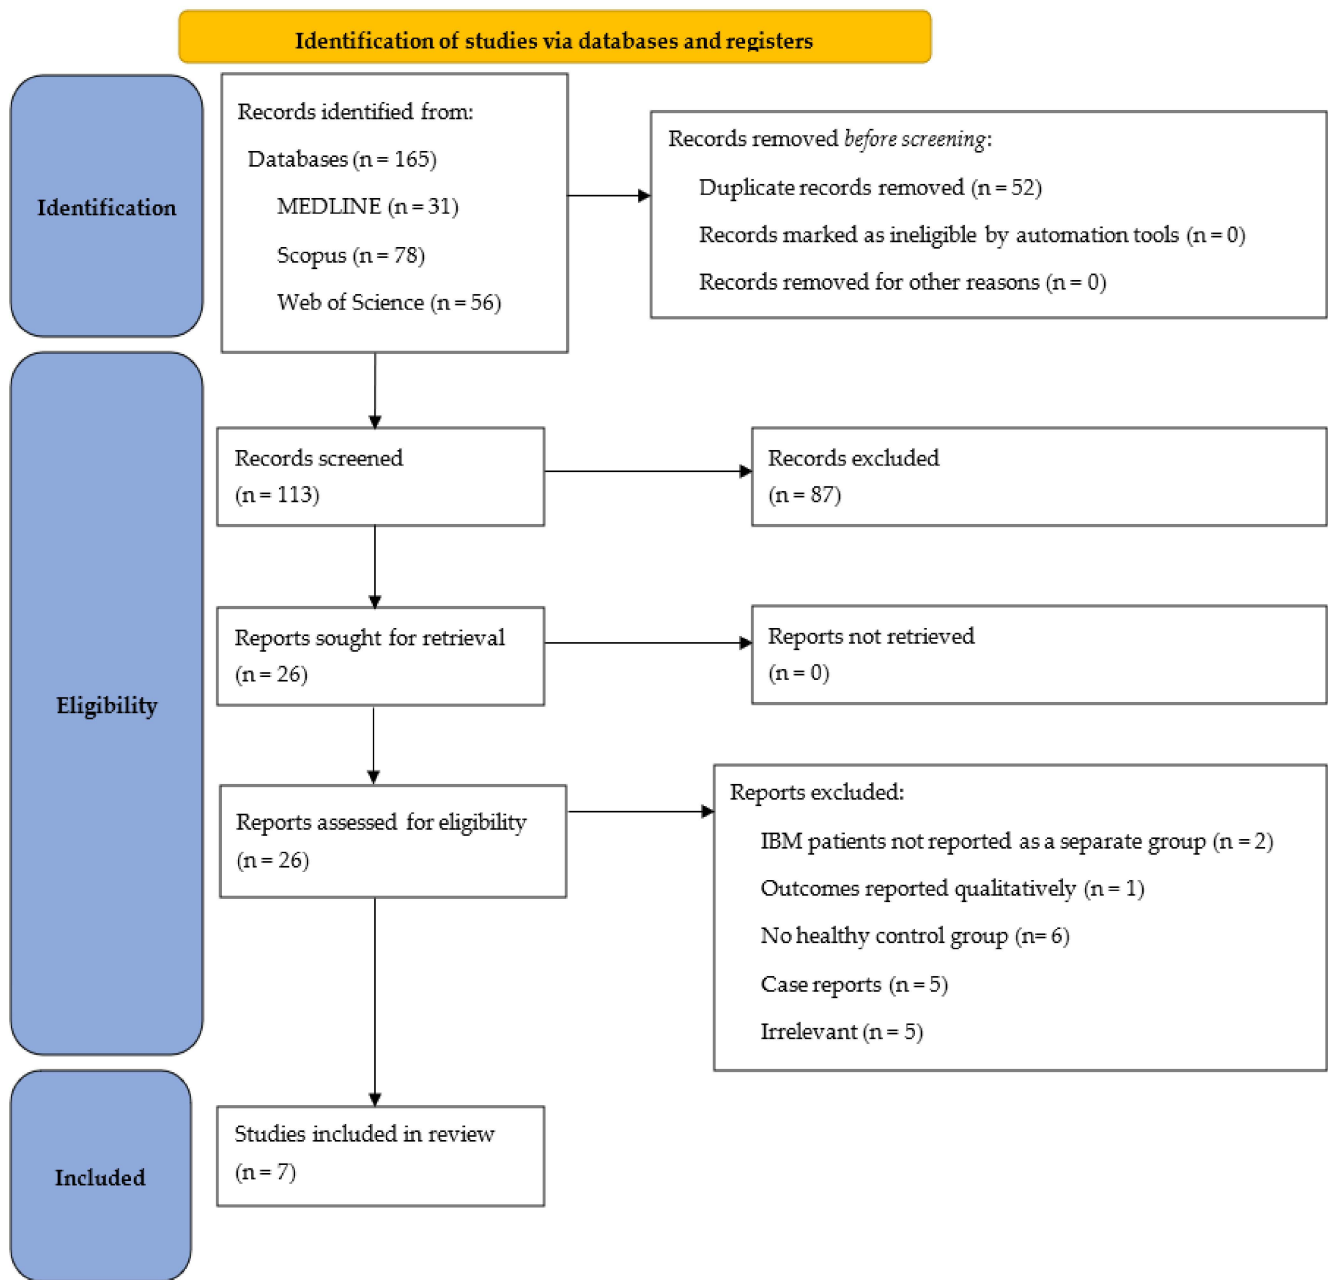 Identification of studies via databases and registers
Identification
Records identified from:
Databases (n = 165)
MEDLINE (n = 31)
Scopus (n = 78)
Web of Science (n = 56)
Records removed before screening:
Duplicate records removed (n = 52)
Records marked as ineligible by automation tools (n = 0)
Records removed for other reasons (n = 0)
Eligibility
Records screened
(n = 113)
Records excluded
(n = 87)
Reports sought for retrieval
(n = 26)
Reports not retrieved
(n = 0)
Reports assessed for eligibility
(n = 26)
Reports excluded:
IBM patients not reported as a separate group (n = 2)
Outcomes reported qualitatively (n = 1)
No healthy control group (n= 6)
Case reports (n = 5)
Irrelevant (n = 5)
Included
Studies included in review
(n = 7)